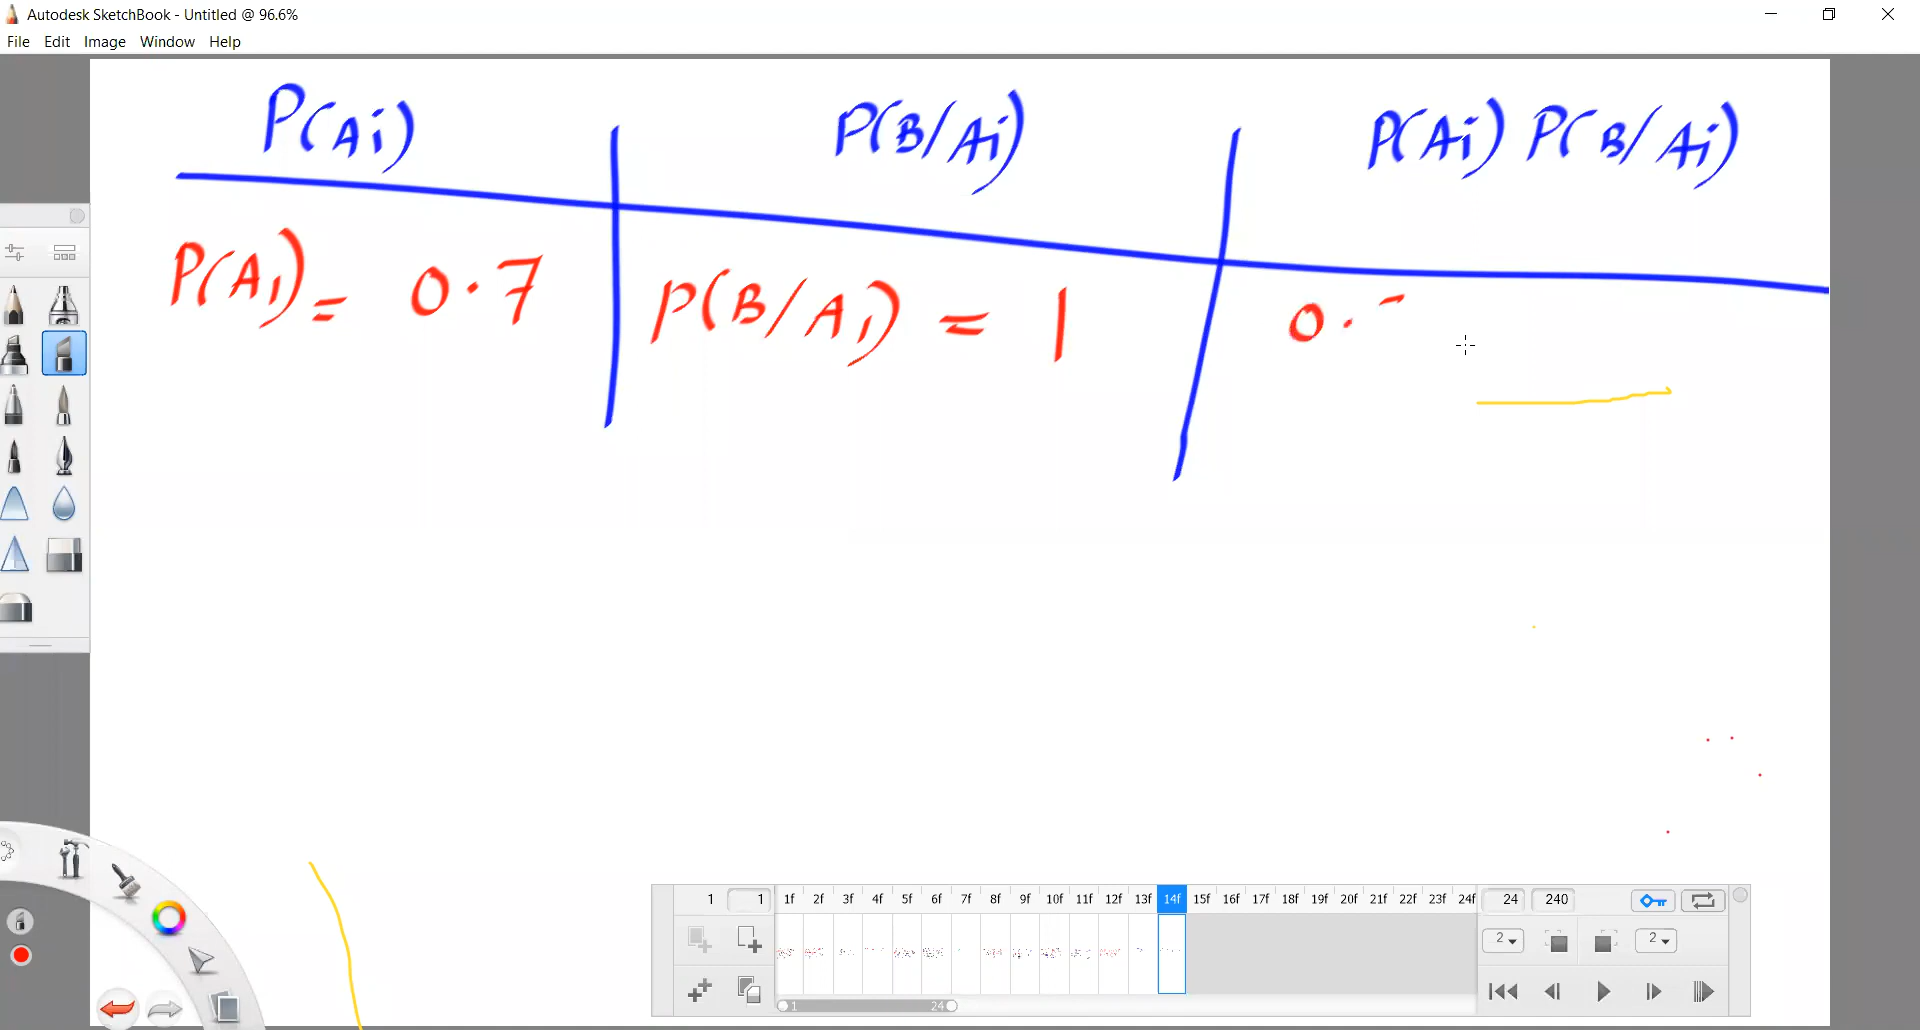 Autodesk SketchBook - Untitled @ 96.6%
File Edit Image Window Help
P(Ai) P(B/Ai) P(Ai) P(B/Ai)
P(A1) = 0.7 P(B/A1) = 1 0.
1 1 1f 2f 3f 4f 5f 6f 7f 8f 9f 10f 11f 12f 13f 14f 15f 16f 17f 18f 19f 20f 21f 22f 23f 24f 24 240
2 2
1 24